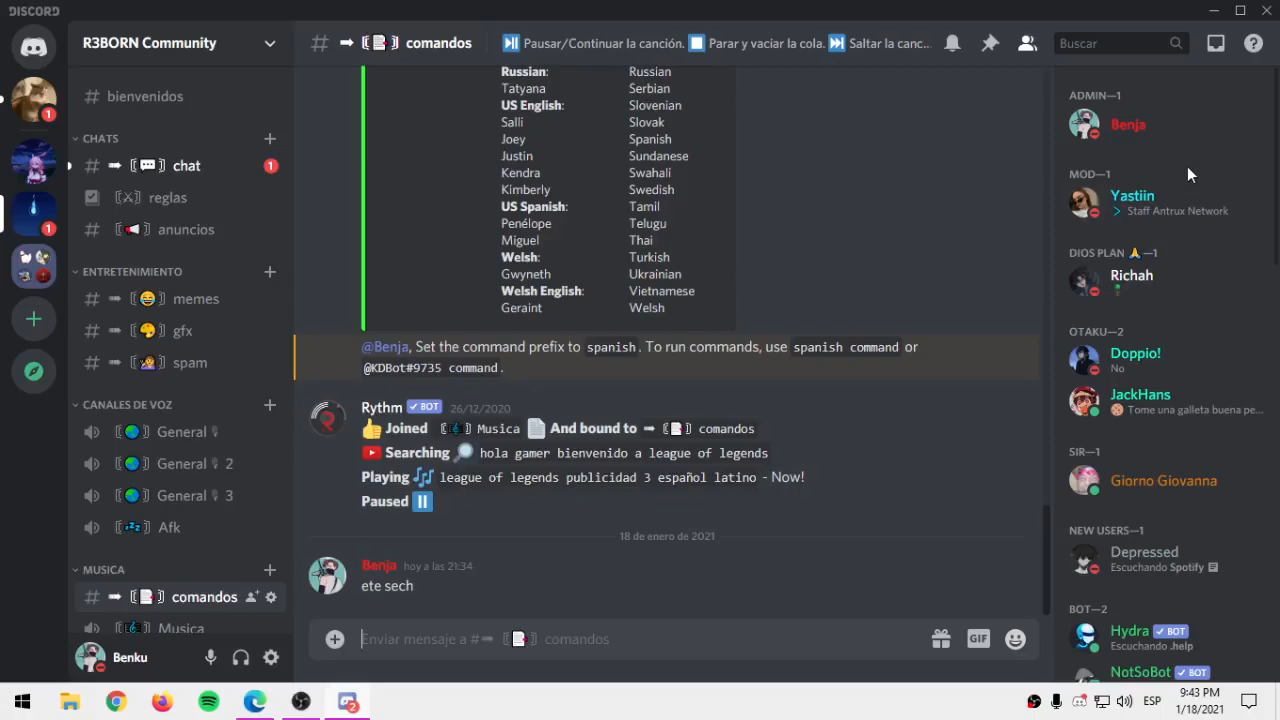 DISCORD
R3BORN Community
comandos
Pausar/Continuar la canción. Parar y vaciar la cola. Saltar la canc...
Buscar
bienvenidos
CHATS
chat
1
reglas
anuncios
ENTRETENIMIENTO
memes
gfx
spam
CANALES DE VOZ
General
General 2
General 3
Afk
MUSICA
comandos
Musica
Benku
1
1
Russian: Russian
Tatyana Serbian
US English: Slovenian
Salli Slovak
Joey Spanish
Justin Sundanese
Kendra Swahali
Kimberly Swedish
US Spanish: Tamil
Penélope Telugu
Miguel Thai
Welsh: Turkish
Gwyneth Ukrainian
Welsh English: Vietnamese
Geraint Welsh
@Benja, Set the command prefix to spanish. To run commands, use spanish command or
@KDBot#9735 command.
Rythm BOT 26/12/2020
Joined Musica And bound to comandos
Searching hola gamer bienvenido a league of legends
Playing league of legends publicidad 3 español latino - Now!
Paused
18 de enero de 2021
Benja hoy a las 21:34
ete sech
Enviar mensaje a # comandos
GIF
ADMIN—1
Benja
MOD—1
Yastiin
Staff Antrux Network
DIOS PLAN 🙏—1
Richah
OTAKU—2
Doppio!
No
JackHans
Tome una galleta buena pe...
SIR—1
Giorno Giovanna
NEW USERS—1
Depressed
Escuchando Spotify
BOT—2
Hydra BOT
Escuchando .help
NotSoBot BOT
2
ESP
9:43 PM
1/18/2021